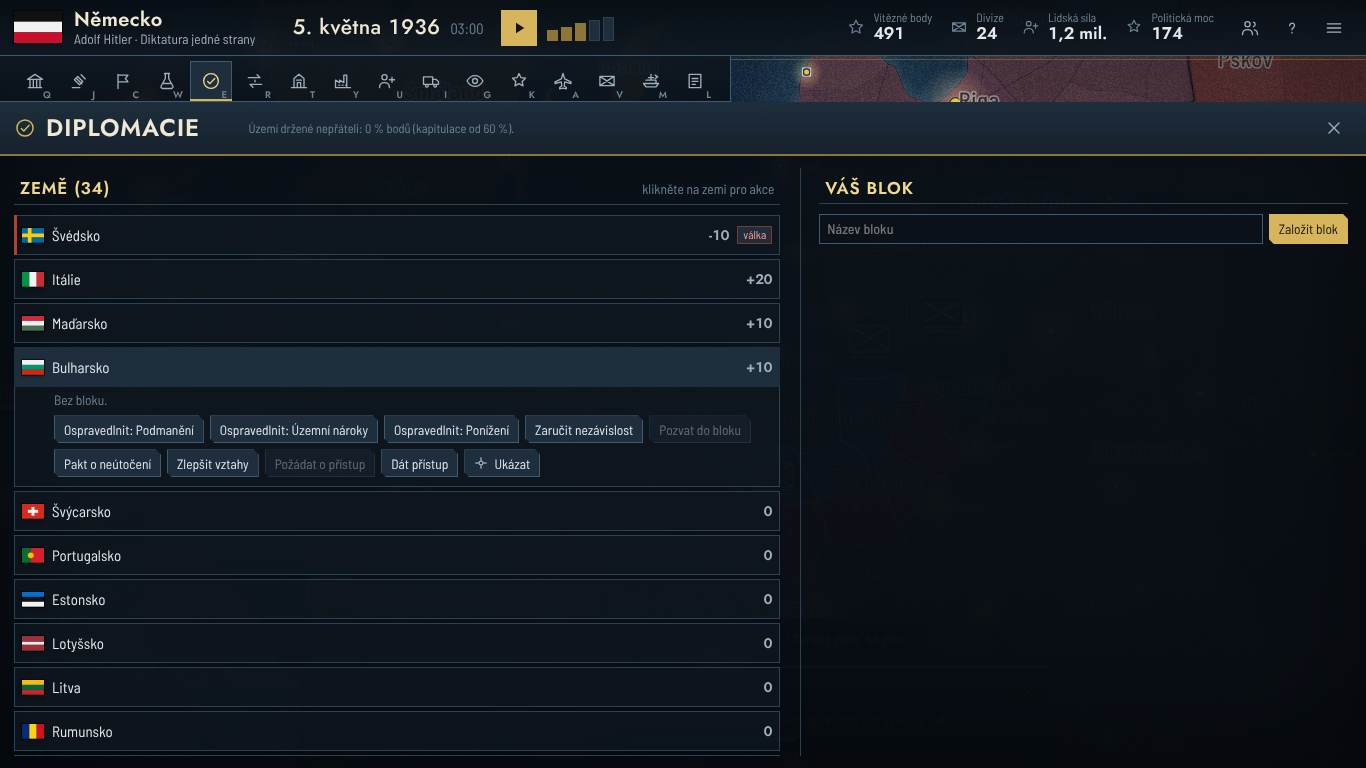 Německo
Adolf Hitler · Diktatura jedné strany
5. května 1936 03:00
Vítězné body
491
Divize
24
Lidská síla
1,2 mil.
Politická moc
174
?
Q J C W E R T Y U I G K A V M L
Pskov
Riga
DIPLOMACIE
Území držené nepřáteli: 0 % bodů (kapitulace od 60 %).
ZEMĚ (34)
klikněte na zemi pro akce
Švédsko -10 válka
Itálie +20
Maďarsko +10
Bulharsko +10
Bez bloku.
Ospravedlnit: Podmanění Ospravedlnit: Územní nároky Ospravedlnit: Ponížení Zaručit nezávislost Pozvat do bloku
Pakt o neútočení Zlepšit vztahy Požádat o přístup Dát přístup Ukázat
Švýcarsko 0
Portugalsko 0
Estonsko 0
Lotyšsko 0
Litva 0
Rumunsko 0
VÁŠ BLOK
Název bloku
Založit blok